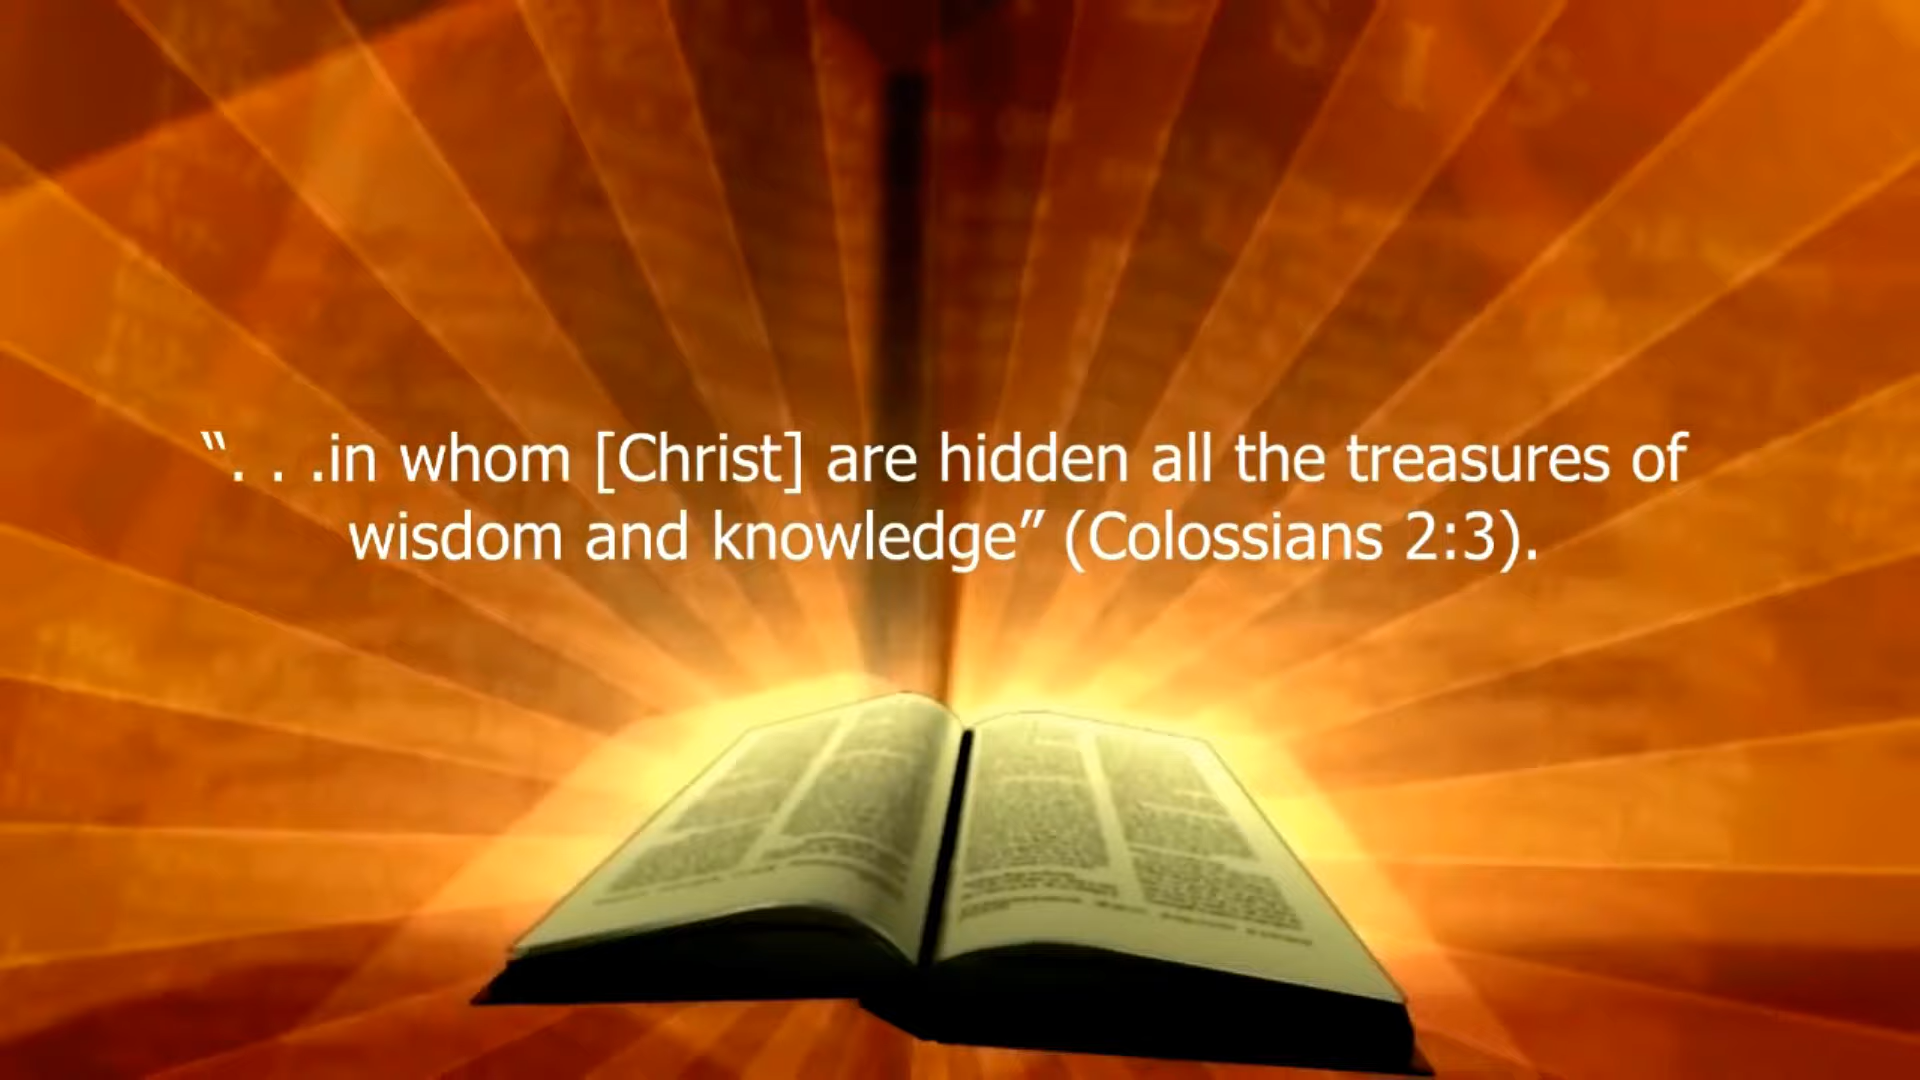 “. . .in whom [Christ] are hidden all the treasures of
wisdom and knowledge” (Colossians 2:3).